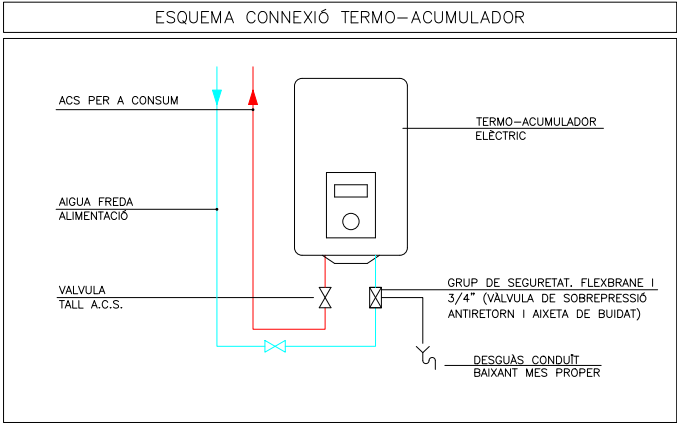 ESQUEMA CONNEXIÓ TERMO-ACUMULADOR
ACS PER A CONSUM
TERMO-ACUMULADOR
ELÈCTRIC
AIGUA FREDA
ALIMENTACIÓ
VALVULA
TALL A.C.S.
GRUP DE SEGURETAT. FLEXBRANE I
3/4" (VÀLVULA DE SOBREPRESSIÓ
ANTIRETORN I AIXETA DE BUIDAT)
DESGUÀS CONDUÏT
BAIXANT MES PROPER